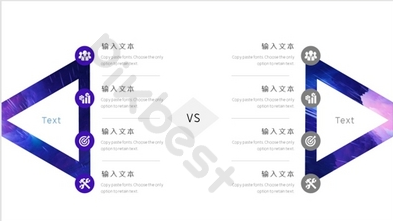 输入文本
Copy paste fonts. Choose the only option to retain text.
输入文本
Copy paste fonts. Choose the only option to retain text.
输入文本
Copy paste fonts. Choose the only option to retain text.
输入文本
Copy paste fonts. Choose the only option to retain text.
Text
VS
输入文本
Copy paste fonts. Choose the only option to retain text.
输入文本
Copy paste fonts. Choose the only option to retain text.
输入文本
Copy paste fonts. Choose the only option to retain text.
输入文本
Copy paste fonts. Choose the only option to retain text.
Text
Pikbest